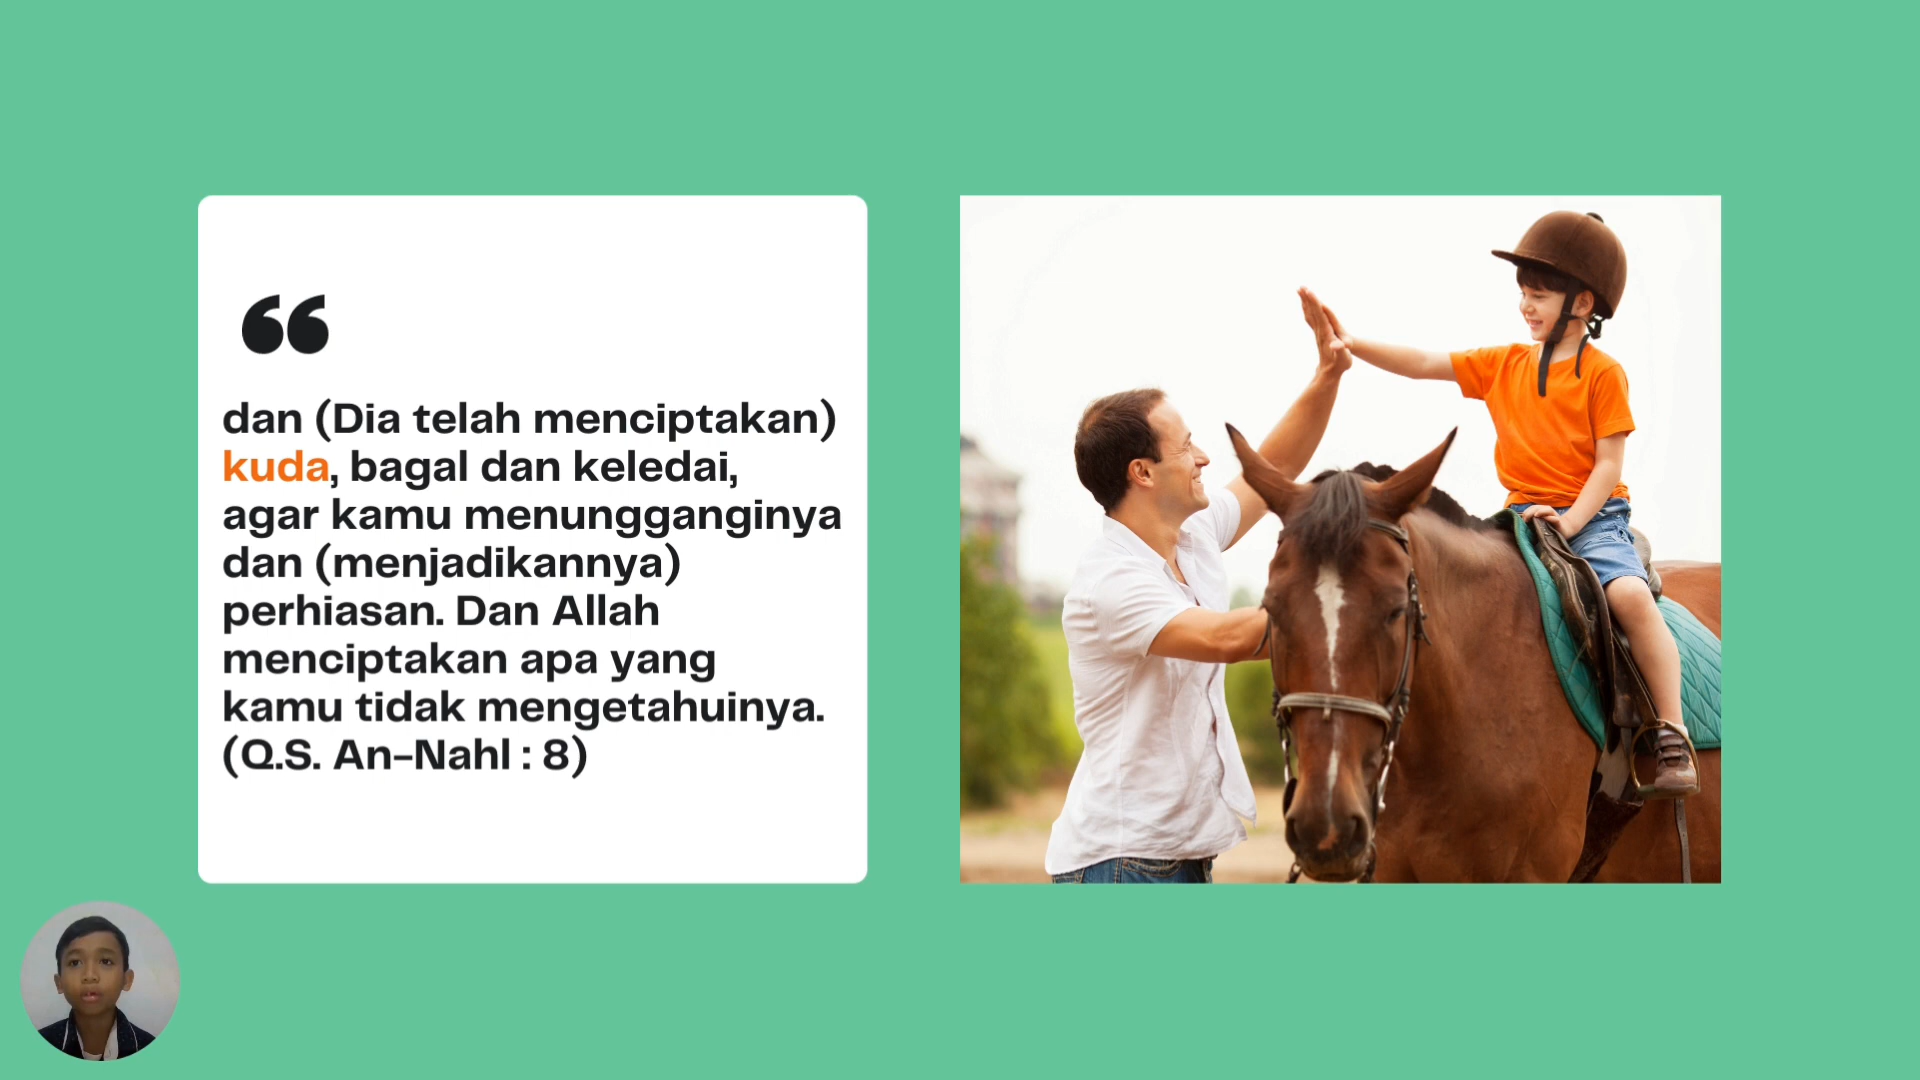 “
dan (Dia telah menciptakan)
kuda, bagal dan keledai,
agar kamu menungganginya
dan (menjadikannya)
perhiasan. Dan Allah
menciptakan apa yang
kamu tidak mengetahuinya.
(Q.S. An-Nahl : 8)